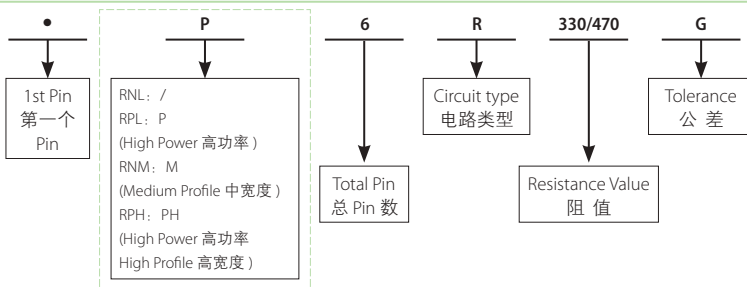 • P 6 R 330/470 G
1st Pin
第一个
Pin
RNL：/
RPL：P
(High Power 高功率 )
RNM：M
(Medium Profile 中宽度 )
RPH：PH
(High Power 高功率
High Profile 高宽度 )
Total Pin
总 Pin 数
Circuit type
电路类型
Resistance Value
阻 值
Tolerance
公 差